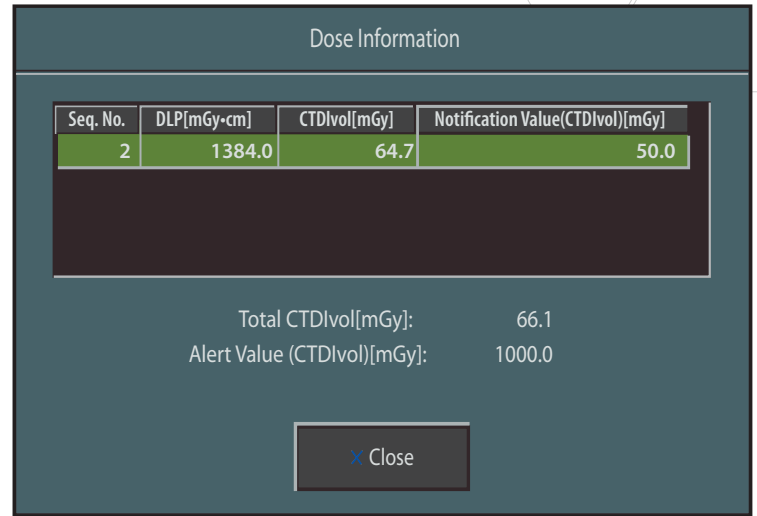 Dose Information
Seq. No. DLP[mGy•cm] CTDIvol[mGy] Notification Value(CTDIvol)[mGy]
2 1384.0 64.7 50.0
Total CTDIvol[mGy]: 66.1
Alert Value (CTDIvol)[mGy]: 1000.0
× Close